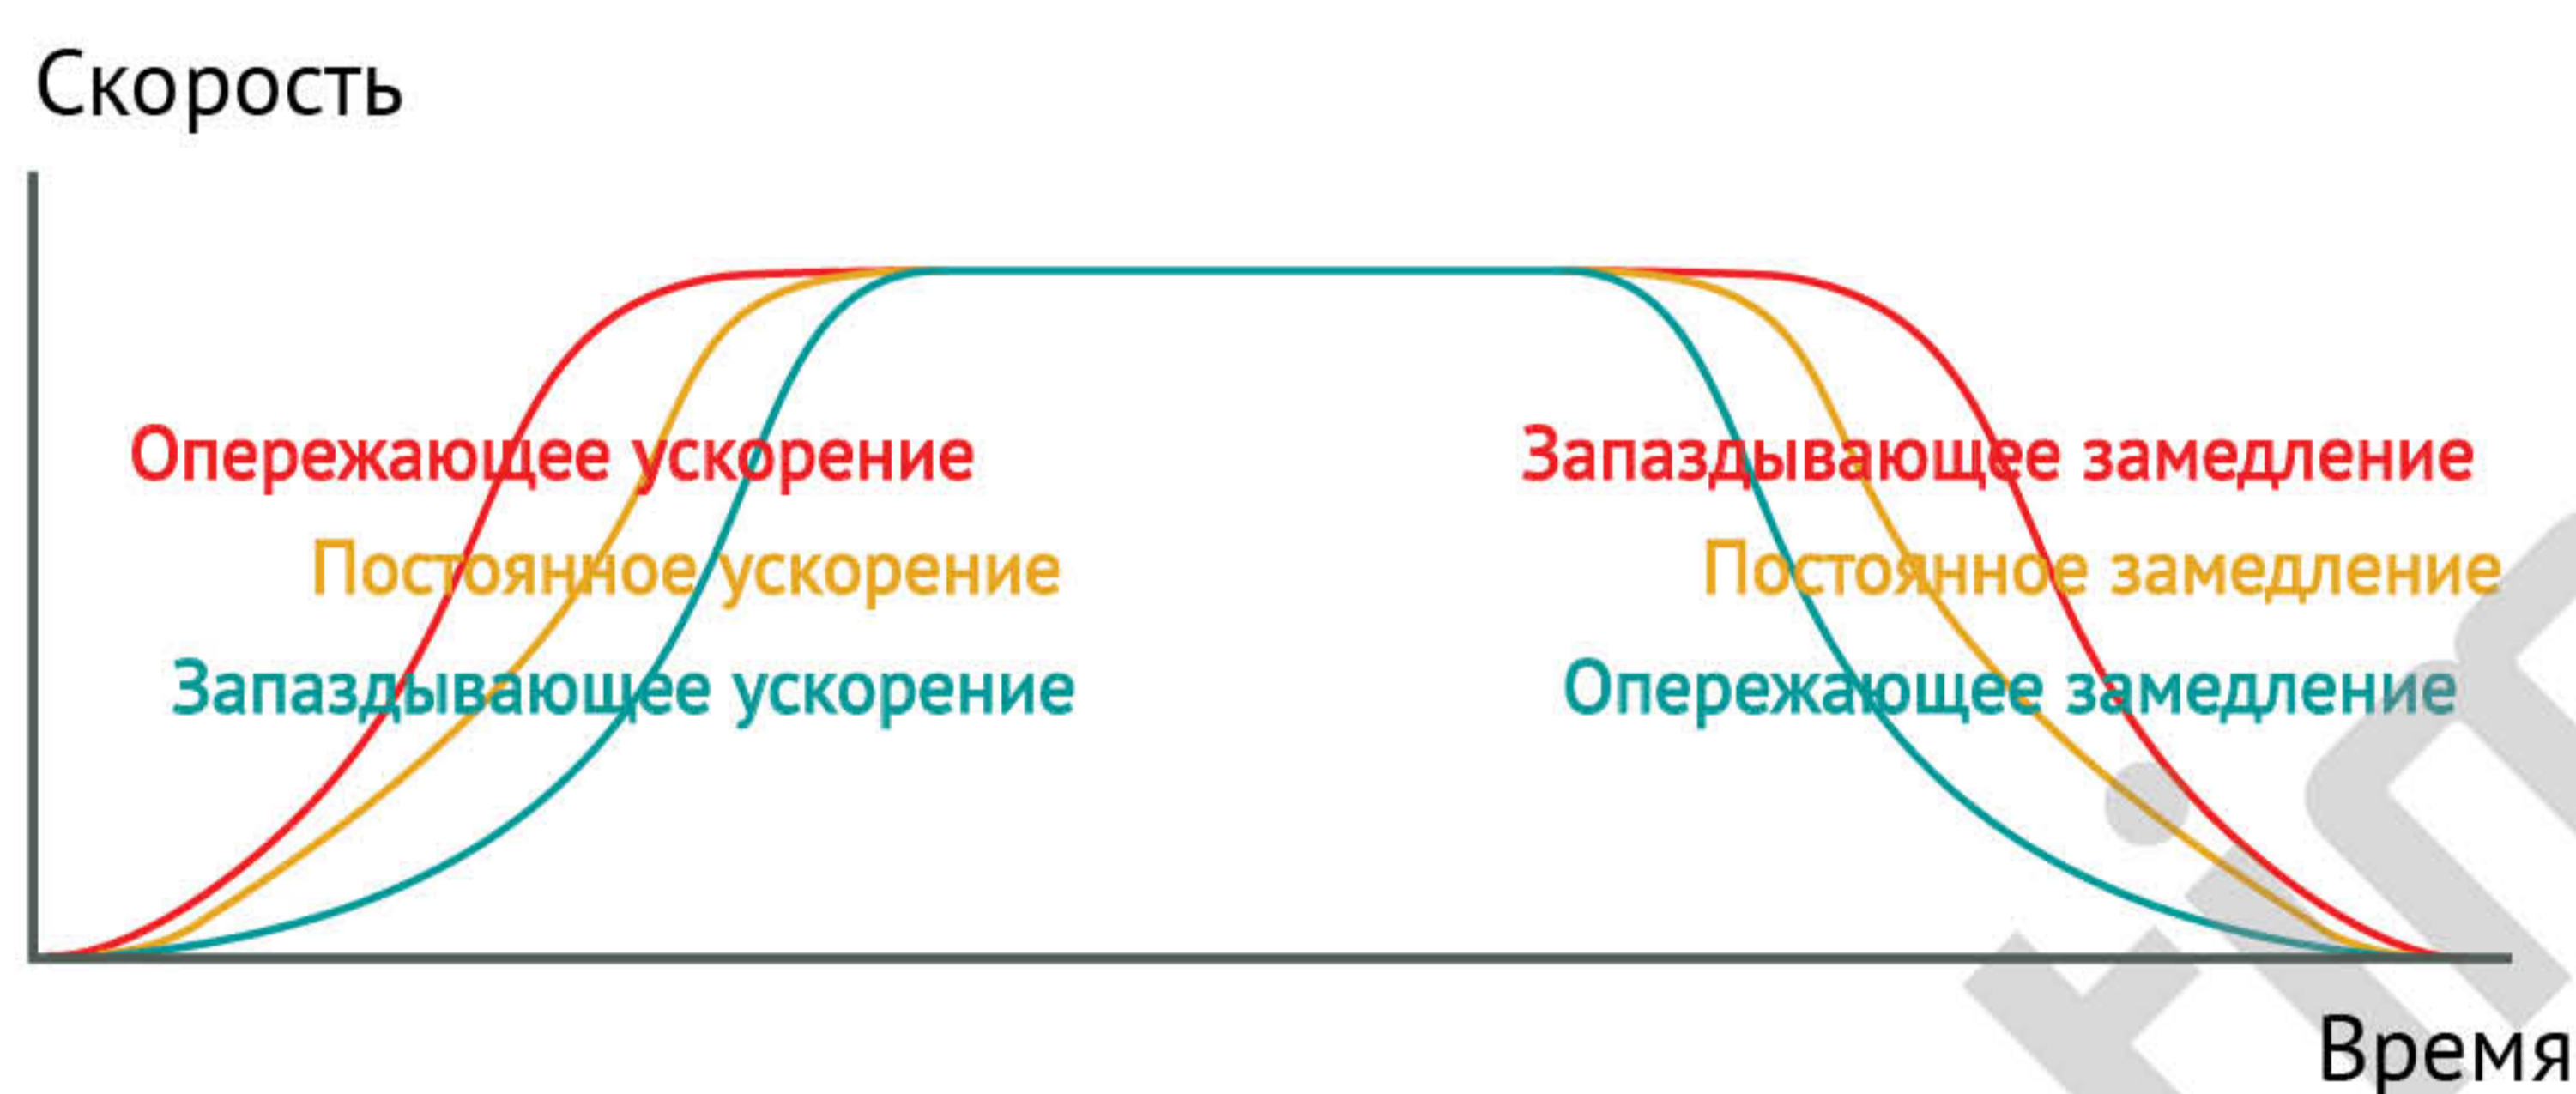 Скорость
Опережающее ускорение
Запаздывающее замедление
Постоянное ускорение
Постоянное замедление
Запаздывающее ускорение
Опережающее замедление
Время